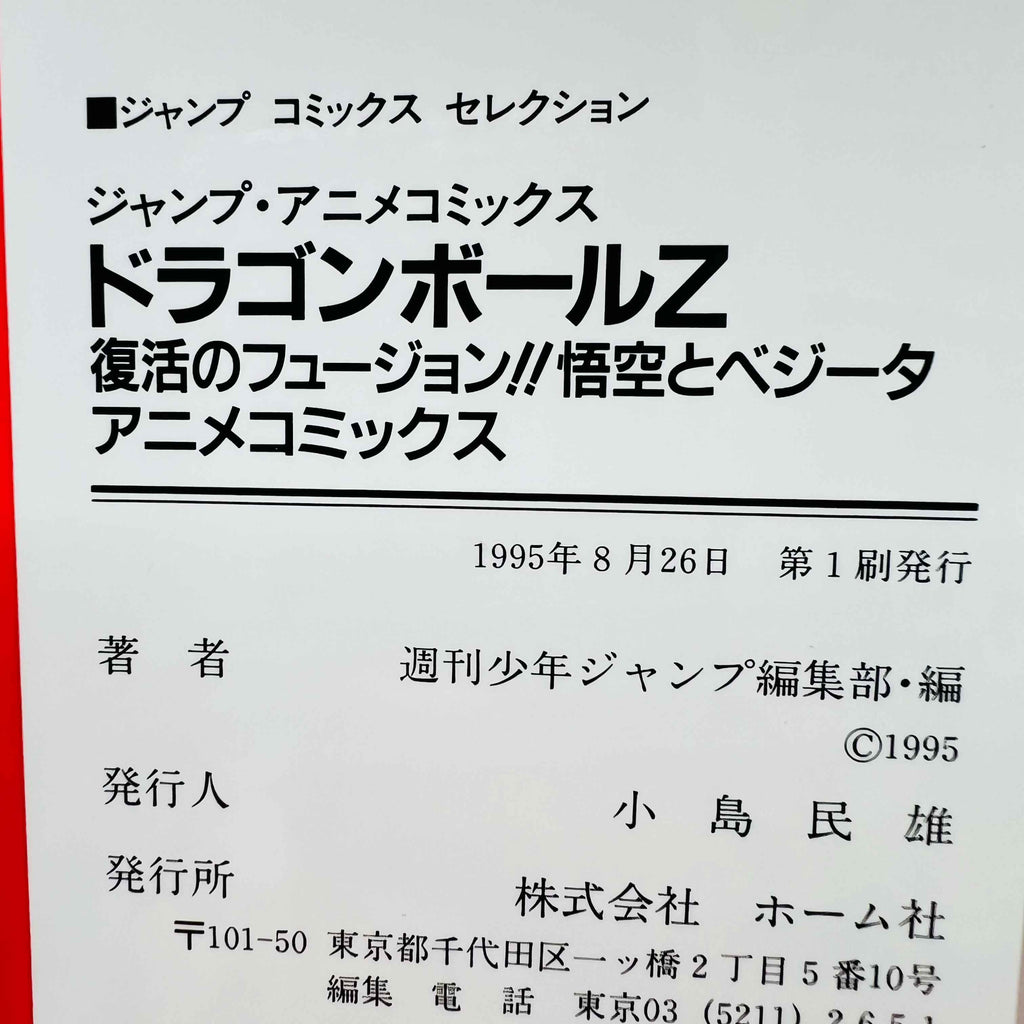 ■ジャンプ コミックス セレクション
ジャンプ・アニメコミックス
ドラゴンボールZ
復活のフュージョン!!悟空とベジータ
アニメコミックス
1995年8月26日 第1刷発行
著者 週刊少年ジャンプ編集部・編
©1995
発行人 小島民雄
発行所 株式会社 ホーム社
〒101-50 東京都千代田区一ッ橋2丁目5番10号
編集 電話 東京03 (5211) 2651